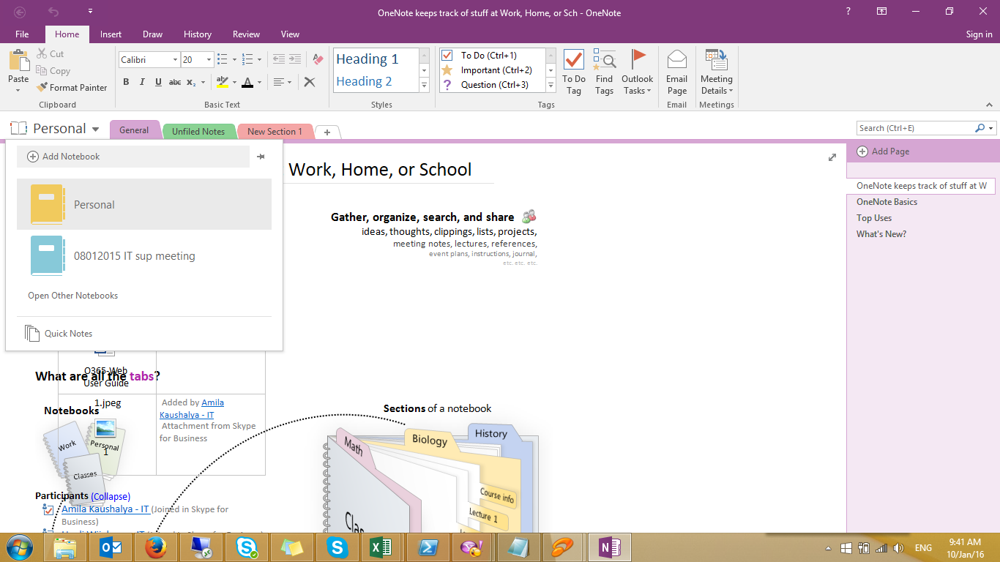 OneNote keeps track of stuff at Work, Home, or Sch - OneNote
?
File
Home
Insert
Draw
History
Review
View
Sign in
Paste
Cut
Copy
Format Painter
Clipboard
Calibri
20
B I U abc x₂
A
Basic Text
Heading 1
Heading 2
Styles
To Do (Ctrl+1)
Important (Ctrl+2)
? Question (Ctrl+3)
To Do
Tag
Find
Tags
Outlook
Tasks
Tags
Email
Page
Email
Meeting
Details
Meetings
Personal
General
Unfiled Notes
New Section 1
+
Search (Ctrl+E)
Add Notebook
Personal
08012015 IT sup meeting
Open Other Notebooks
Quick Notes
Work, Home, or School
Gather, organize, search, and share
ideas, thoughts, clippings, lists, projects,
meeting notes, lectures, references,
event plans, instructions, journal,
etc. etc. etc.
Add Page
OneNote keeps track of stuff at W
OneNote Basics
Top Uses
What's New?
O365-Web
User Guide
What are all the tabs?
1.jpeg
Added by Amila
Kaushalya - IT
Attachment from Skype
for Business
Notebooks
Work
Personal
1
Classes
Sections of a notebook
Math
Biology
History
Course info
Lecture 1
Participants (Collapse)
Amila Kaushalya - IT (Joined in Skype for
Business)
ENG
9:41 AM
10/Jan/16